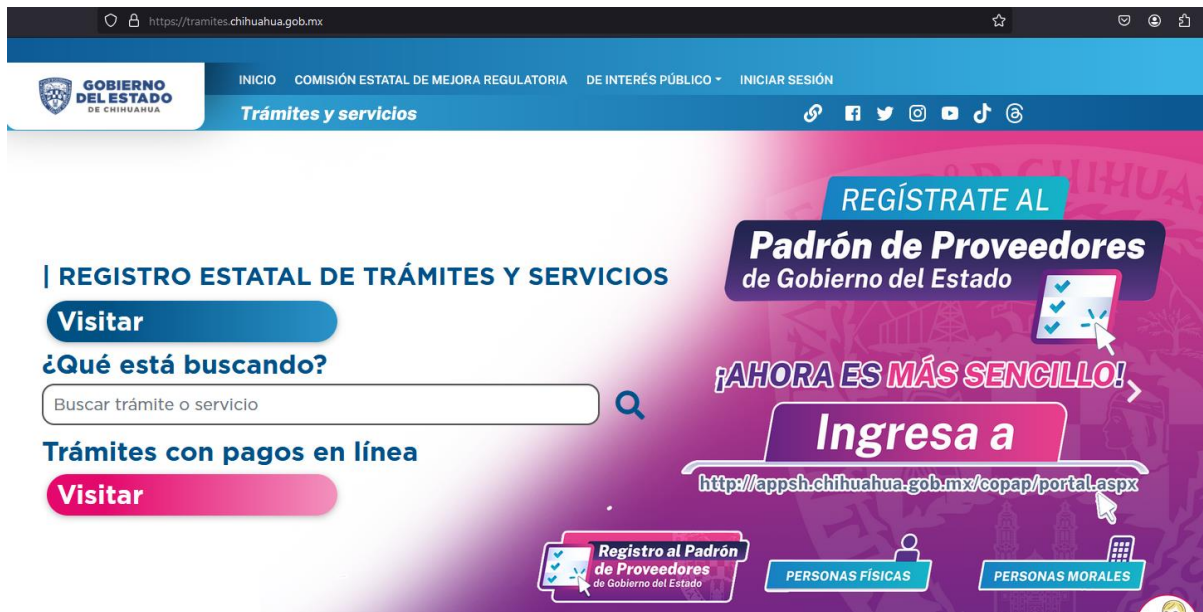 https://tramites.chihuahua.gob.mx
GOBIERNO
DEL ESTADO
DE CHIHUAHUA
INICIO COMISIÓN ESTATAL DE MEJORA REGULATORIA DE INTERÉS PÚBLICO INICIAR SESIÓN
Trámites y servicios
| REGISTRO ESTATAL DE TRÁMITES Y SERVICIOS
Visitar
¿Qué está buscando?
Buscar trámite o servicio
Trámites con pagos en línea
Visitar
REGÍSTRATE AL
Padrón de Proveedores
de Gobierno del Estado
¡AHORA ES MÁS SENCILLO!
Ingresa a
http://appsh.chihuahua.gob.mx/copap/portal.aspx
Registro al Padrón
de Proveedores
de Gobierno del Estado
PERSONAS FÍSICAS
PERSONAS MORALES